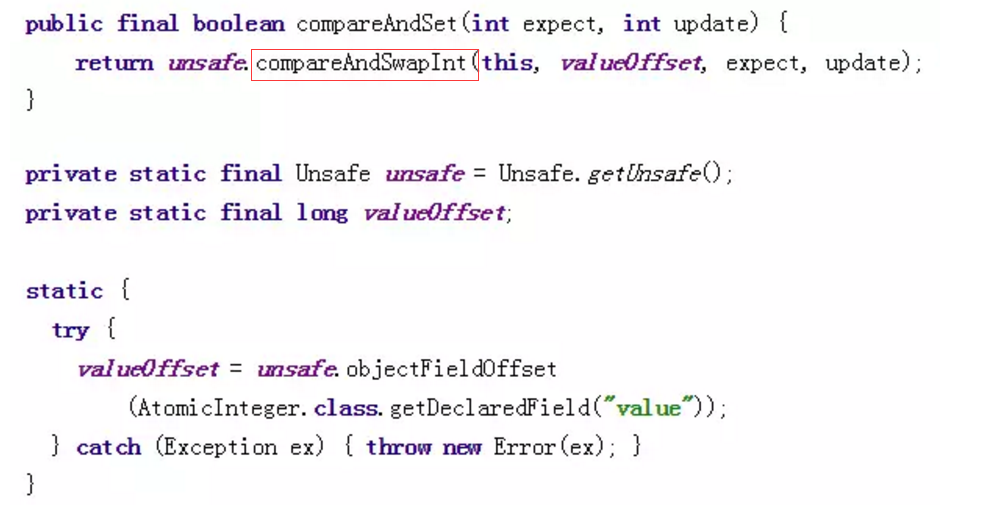 public final boolean compareAndSet(int expect, int update) {
return unsafe.compareAndSwapInt(this, valueOffset, expect, update);
}
private static final Unsafe unsafe = Unsafe.getUnsafe();
private static final long valueOffset;
static {
try {
valueOffset = unsafe.objectFieldOffset
(AtomicInteger.class.getDeclaredField("value"));
} catch (Exception ex) { throw new Error(ex); }
}